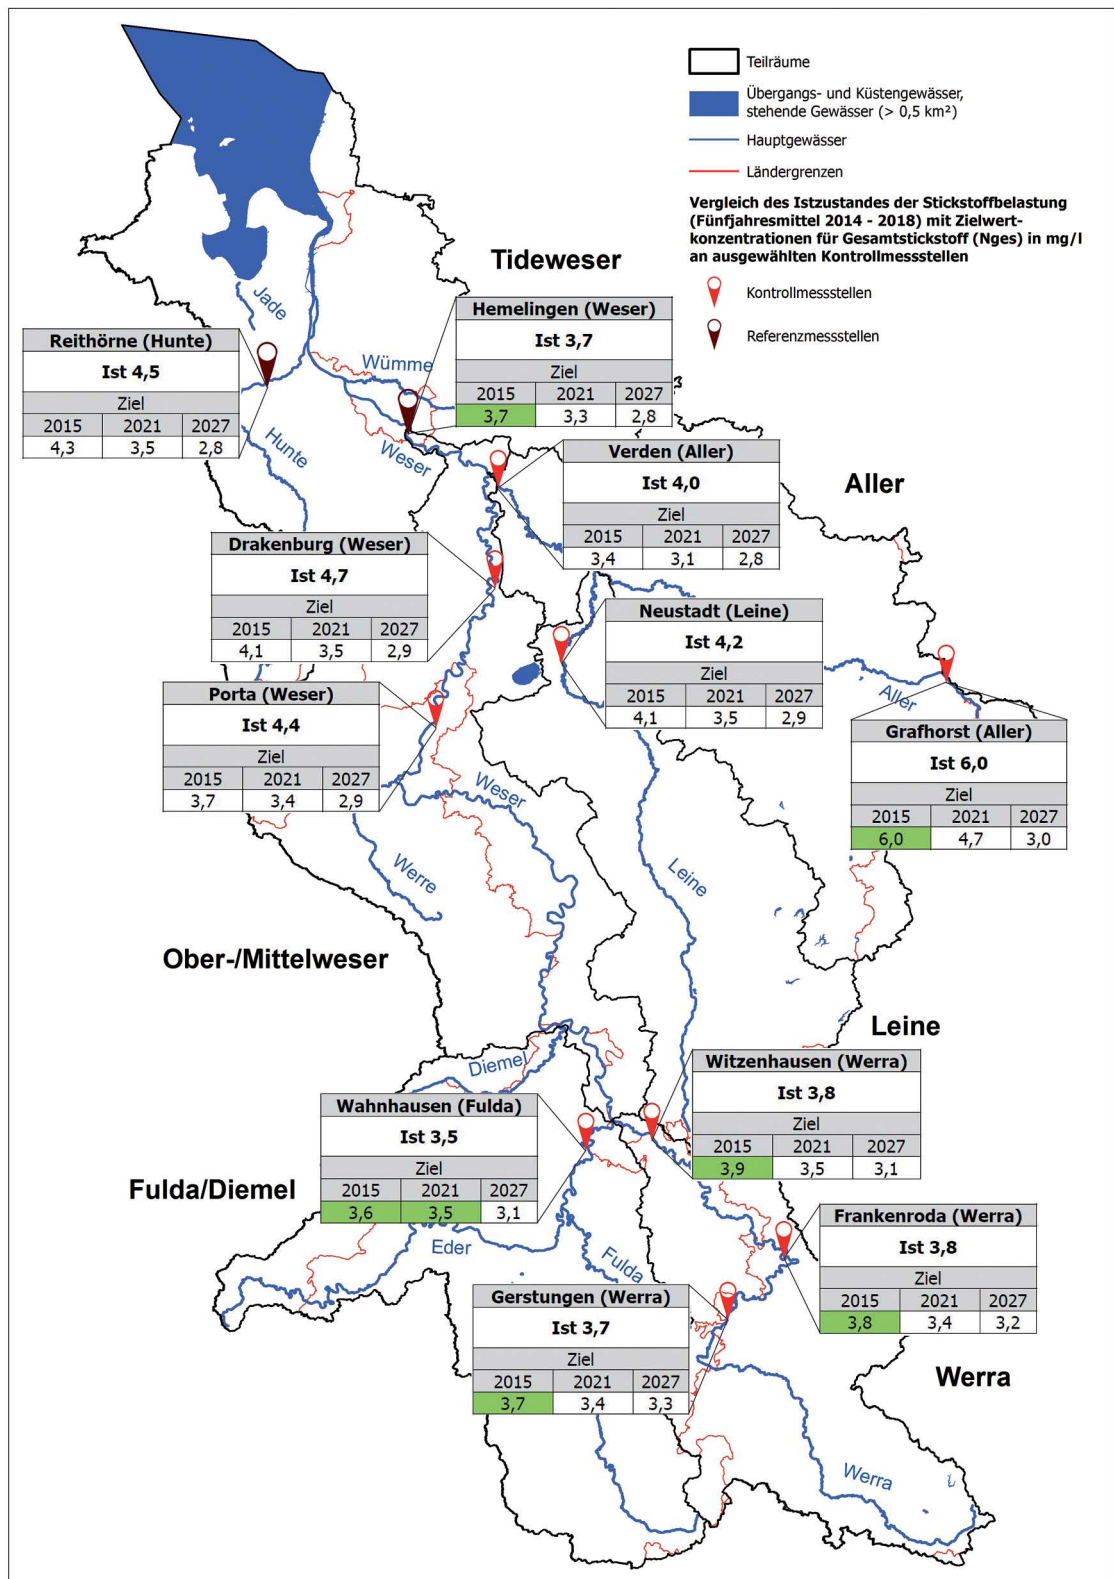 Teilräume
Übergangs- und Küstengewässer,
stehende Gewässer (> 0,5 km²)
Hauptgewässer
Ländergrenzen
Vergleich des Istzustandes der Stickstoffbelastung
(Fünfjahresmittel 2014 - 2018) mit Zielwert-
konzentrationen für Gesamtstickstoff (Nges) in mg/l
an ausgewählten Kontrollmessstellen
Kontrollmessstellen
Referenzmessstellen
Tideweser
Jade
Hemelingen (Weser)
Ist 3,7
Ziel
2015 2021 2027
3,7 3,3 2,8
Reithörne (Hunte)
Ist 4,5
Ziel
2015 2021 2027
4,3 3,5 2,8
Wümme
Hunte
Weser
Verden (Aller)
Ist 4,0
Ziel
2015 2021 2027
3,4 3,1 2,8
Aller
Drakenburg (Weser)
Ist 4,7
Ziel
2015 2021 2027
4,1 3,5 2,9
Neustadt (Leine)
Ist 4,2
Ziel
2015 2021 2027
4,1 3,5 2,9
Porta (Weser)
Ist 4,4
Ziel
2015 2021 2027
3,7 3,4 2,9
Aller
Grafhorst (Aller)
Ist 6,0
Ziel
2015 2021 2027
6,0 4,7 3,0
Weser
Werre
Leine
Ober-/Mittelweser
Leine
Diemel
Witzenhausen (Werra)
Ist 3,8
Ziel
2015 2021 2027
3,9 3,5 3,1
Wahnhausen (Fulda)
Ist 3,5
Ziel
2015 2021 2027
3,6 3,5 3,1
Fulda/Diemel
Eder
Fulda
Frankenroda (Werra)
Ist 3,8
Ziel
2015 2021 2027
3,8 3,4 3,2
Gerstungen (Werra)
Ist 3,7
Ziel
2015 2021 2027
3,7 3,4 3,3
Werra
Werra